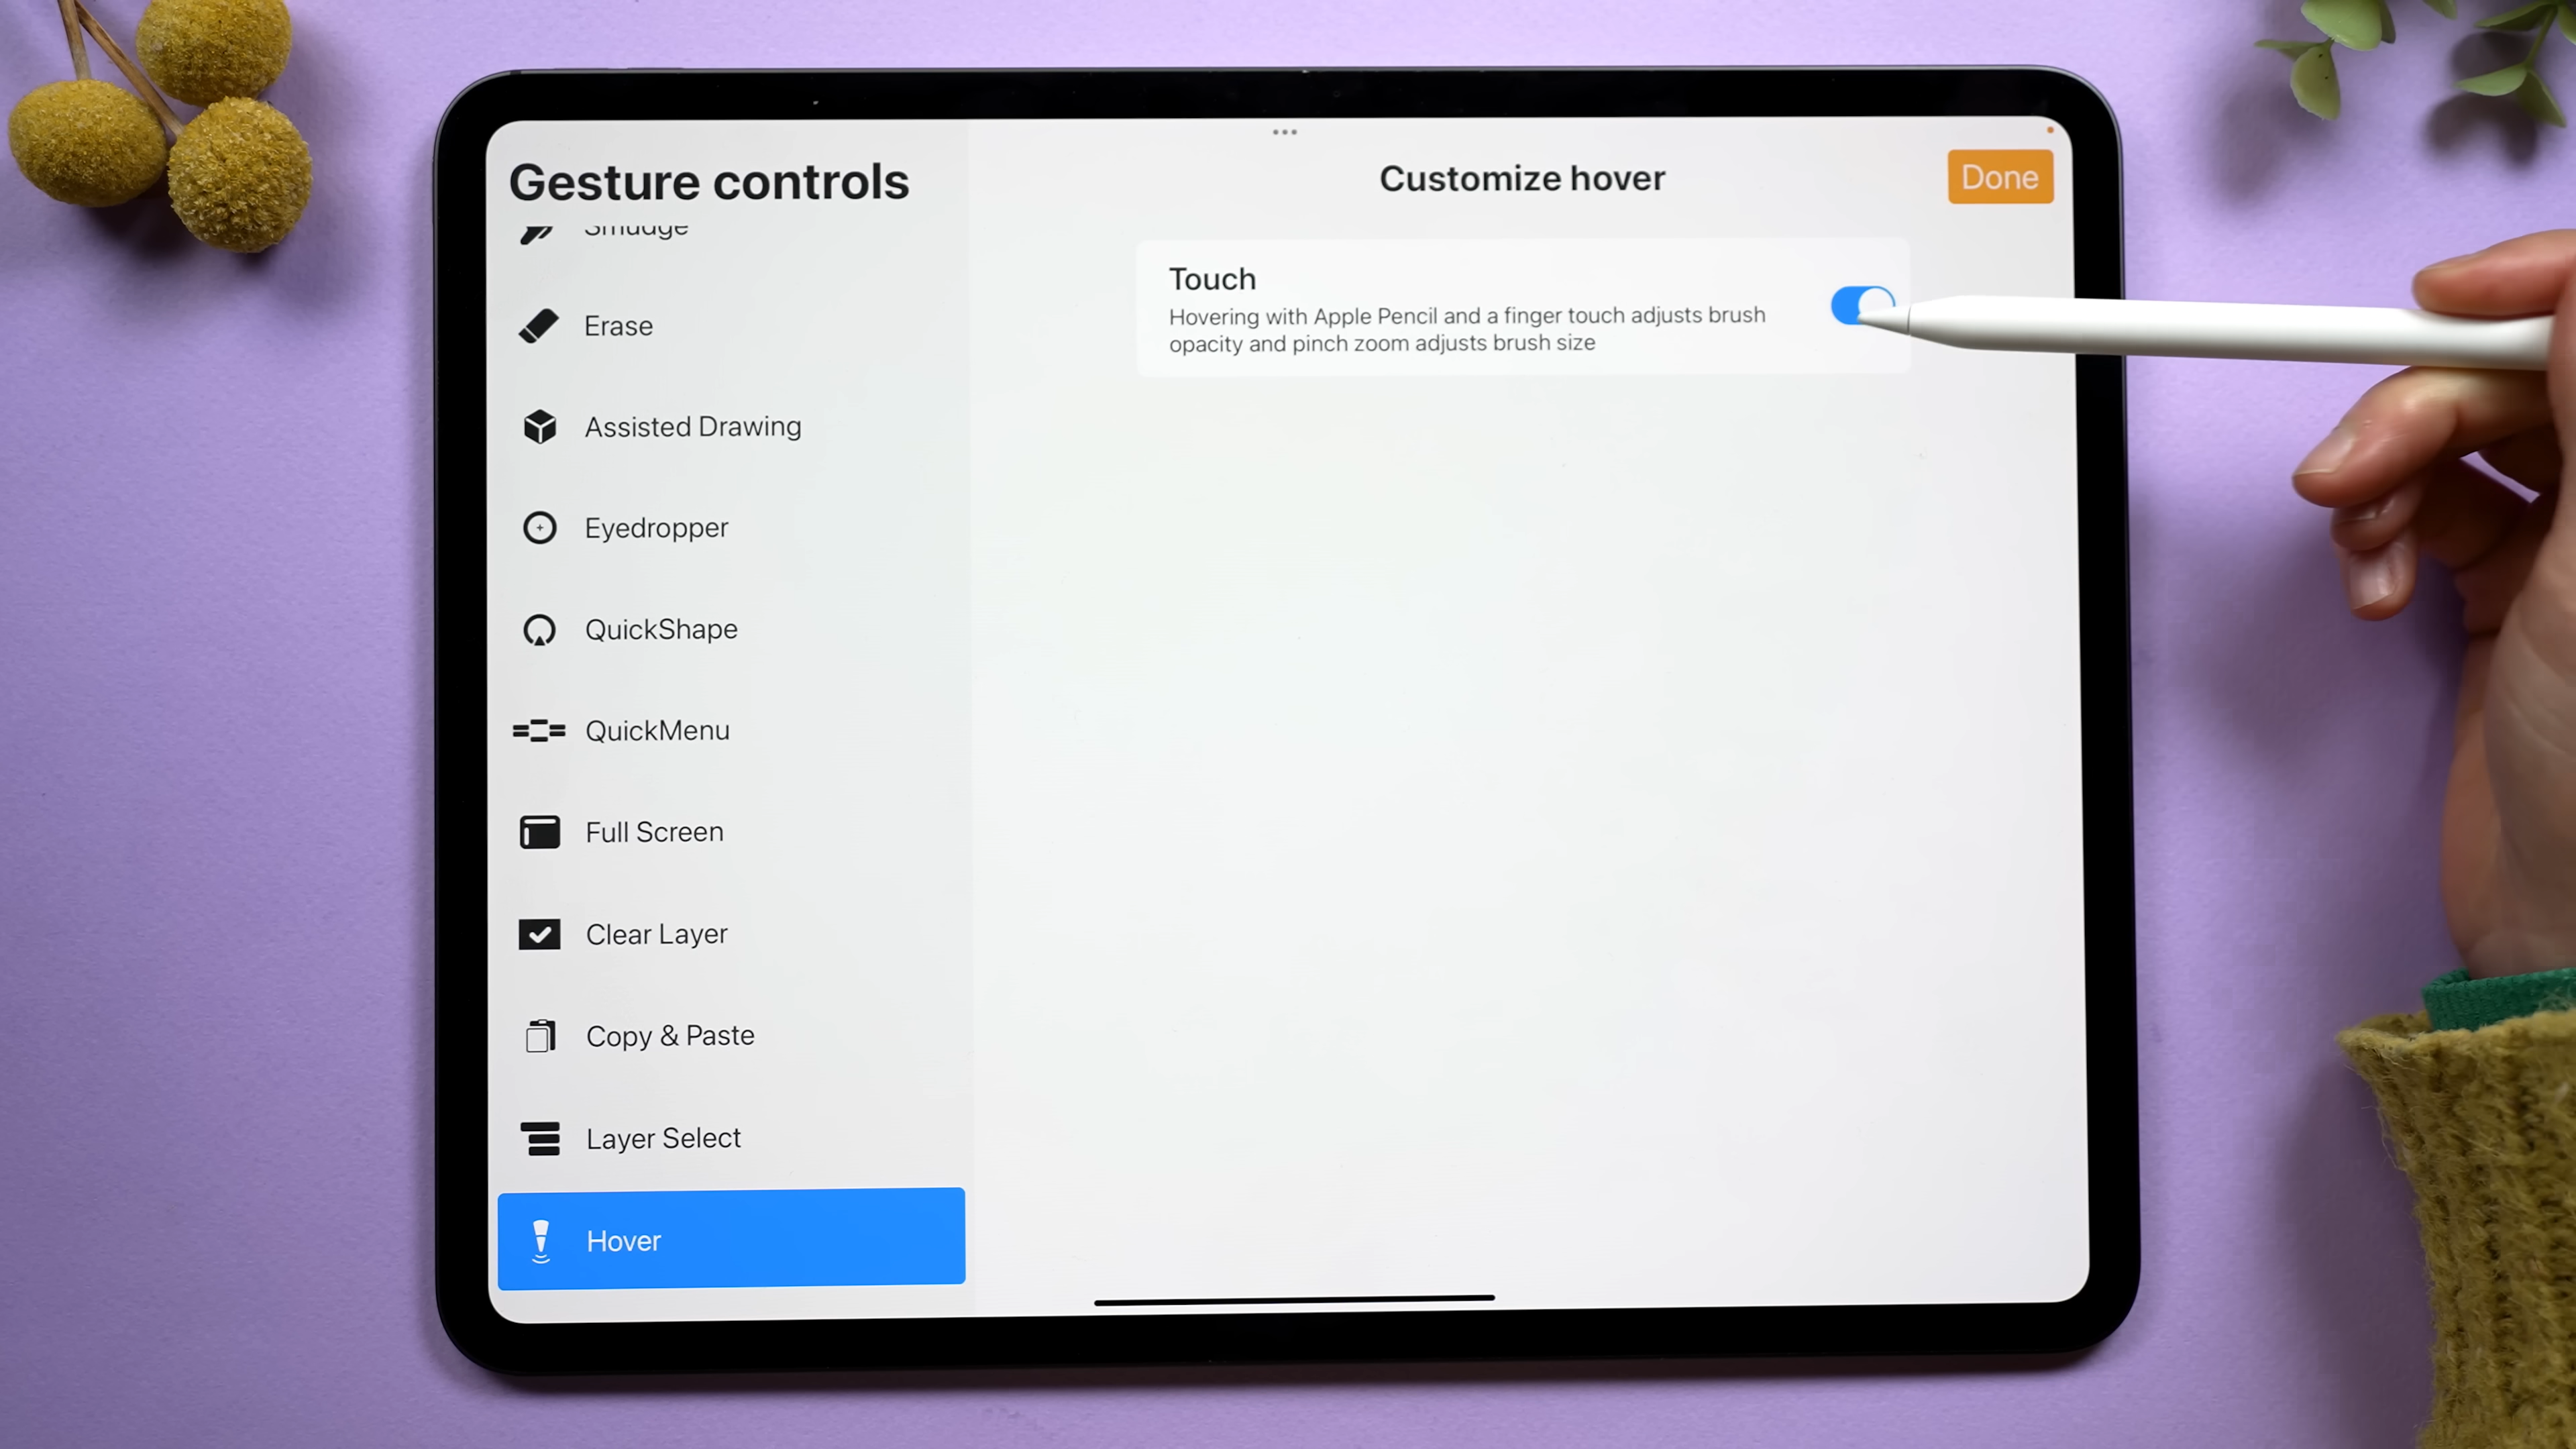 Gesture controls
Smudge
Erase
Assisted Drawing
Eyedropper
QuickShape
QuickMenu
Full Screen
Clear Layer
Copy & Paste
Layer Select
Hover
Customize hover
Done
Touch
Hovering with Apple Pencil and a finger touch adjusts brush
opacity and pinch zoom adjusts brush size